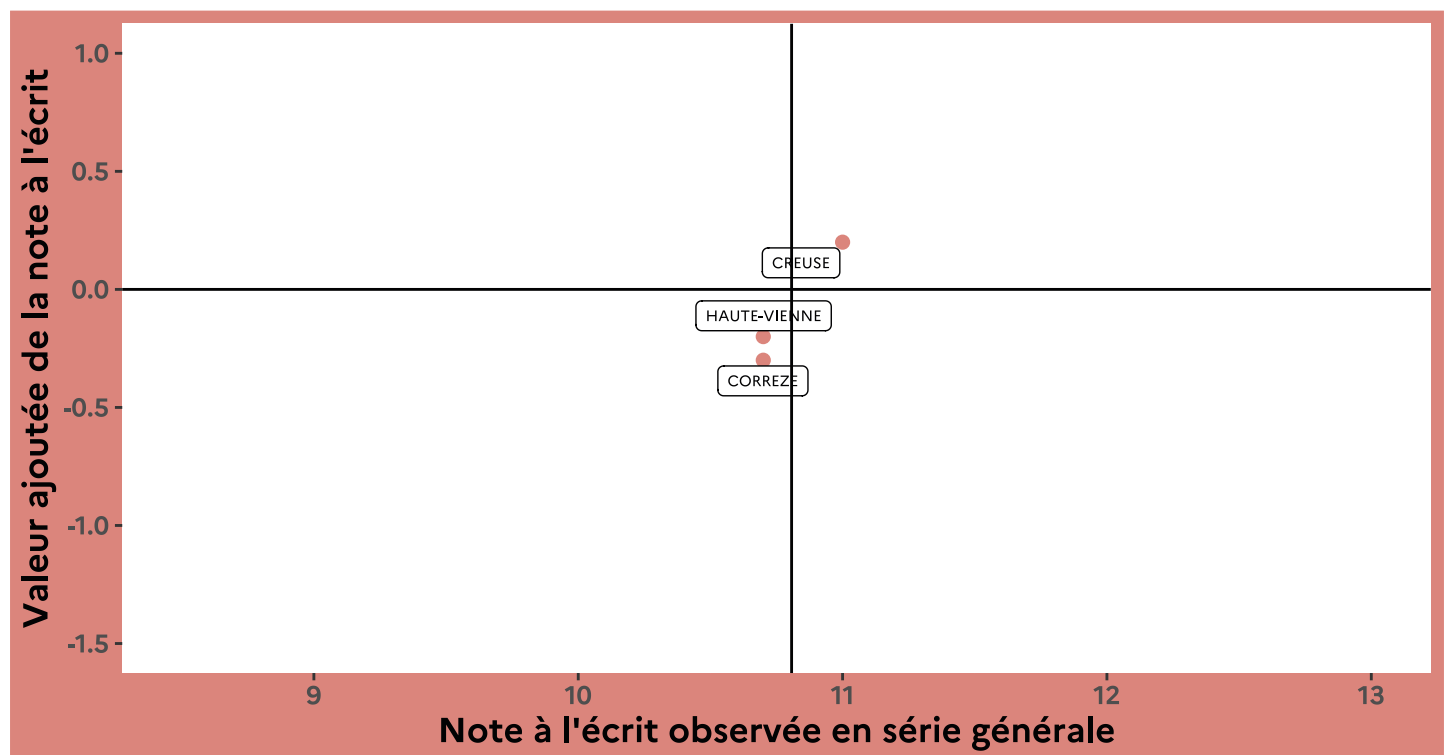 Valeur ajoutée de la note à l'écrit
1.0
0.5
0.0
-0.5
-1.0
-1.5
CREUSE
HAUTE-VIENNE
CORREZE
9 10 11 12 13
Note à l'écrit observée en série générale